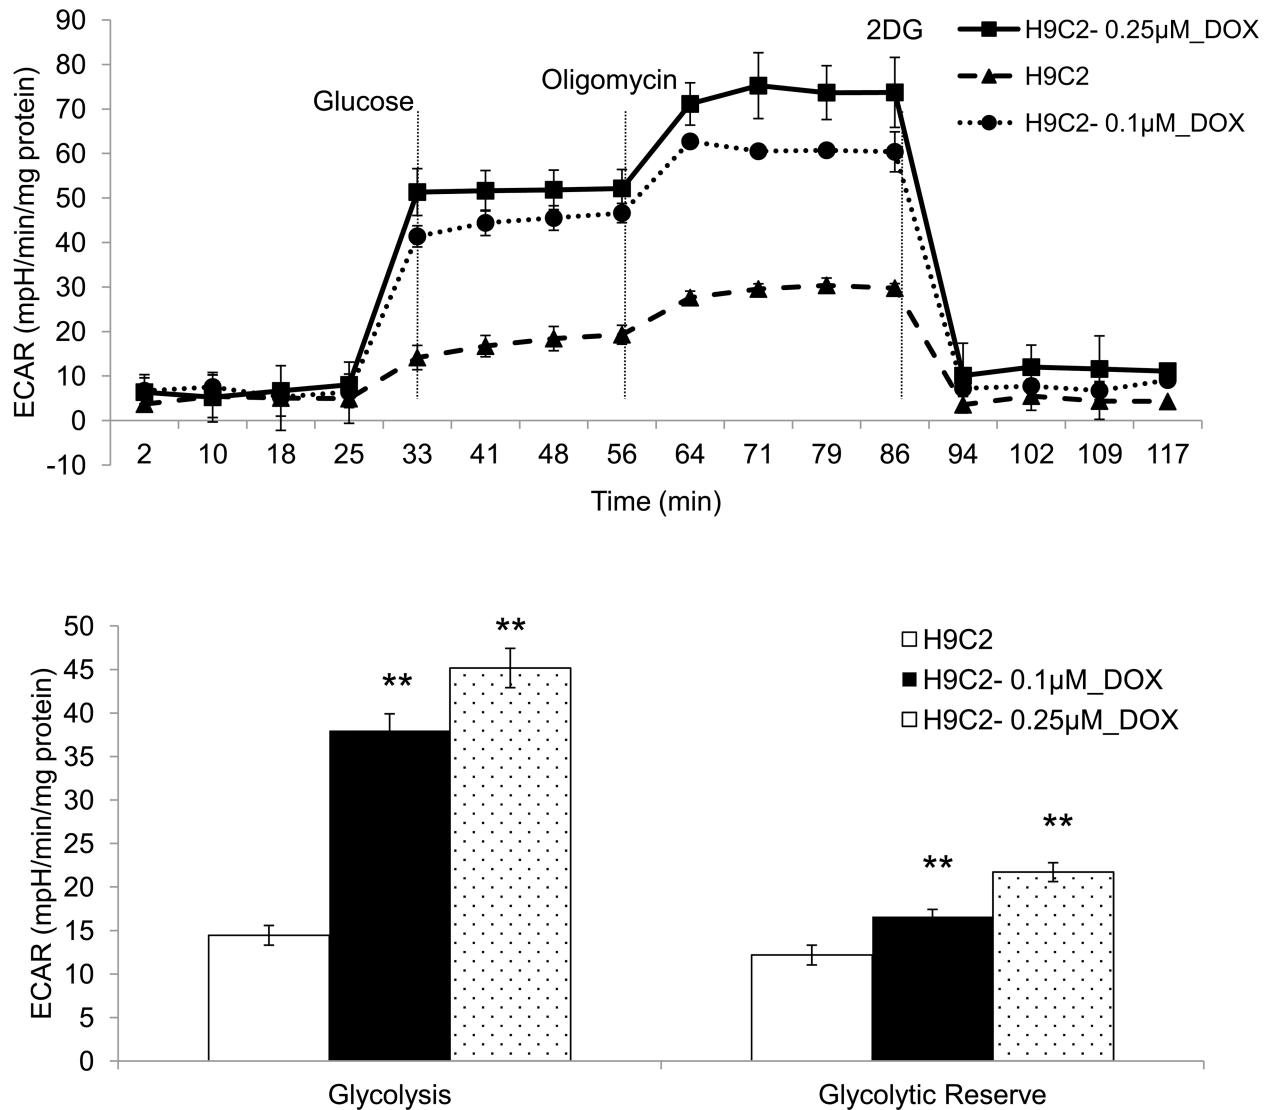 90
80
70
60
50
40
30
20
10
0
-10
ECAR (mpH/min/mg protein)
Glucose
Oligomycin
2DG
H9C2- 0.25µM_DOX
H9C2
H9C2- 0.1µM_DOX
2 10 18 25 33 41 48 56 64 71 79 86 94 102 109 117
Time (min)
50
45
40
35
30
25
20
15
10
5
0
ECAR (mpH/min/mg protein)
**
**
**
**
H9C2
H9C2- 0.1µM_DOX
H9C2- 0.25µM_DOX
Glycolysis Glycolytic Reserve